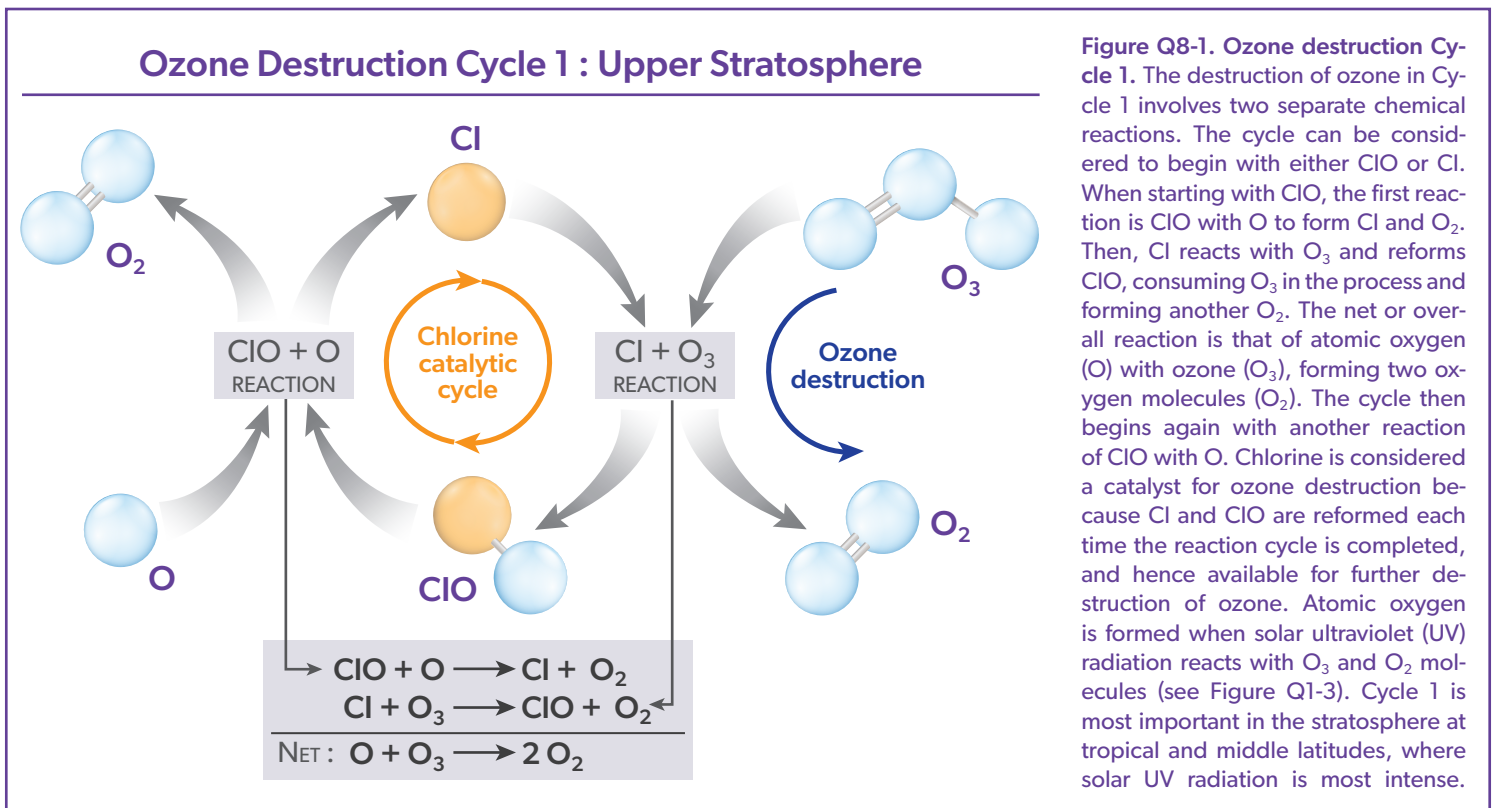 Ozone Destruction Cycle 1 : Upper Stratosphere
Cl
O₂
O₃
ClO + O
REACTION
Chlorine
catalytic
cycle
Cl + O₃
REACTION
Ozone
destruction
O
ClO
O₂
ClO + O ⟶ Cl + O₂
Cl + O₃ ⟶ ClO + O₂
NET : O + O₃ ⟶ 2 O₂
Figure Q8-1. Ozone destruction Cy-
cle 1. The destruction of ozone in Cy-
cle 1 involves two separate chemical
reactions. The cycle can be consid-
ered to begin with either ClO or Cl.
When starting with ClO, the first reac-
tion is ClO with O to form Cl and O₂.
Then, Cl reacts with O₃ and reforms
ClO, consuming O₃ in the process and
forming another O₂. The net or over-
all reaction is that of atomic oxygen
(O) with ozone (O₃), forming two ox-
ygen molecules (O₂). The cycle then
begins again with another reaction
of ClO with O. Chlorine is considered
a catalyst for ozone destruction be-
cause Cl and ClO are reformed each
time the reaction cycle is completed,
and hence available for further de-
struction of ozone. Atomic oxygen
is formed when solar ultraviolet (UV)
radiation reacts with O₃ and O₂ mol-
ecules (see Figure Q1-3). Cycle 1 is
most important in the stratosphere at
tropical and middle latitudes, where
solar UV radiation is most intense.